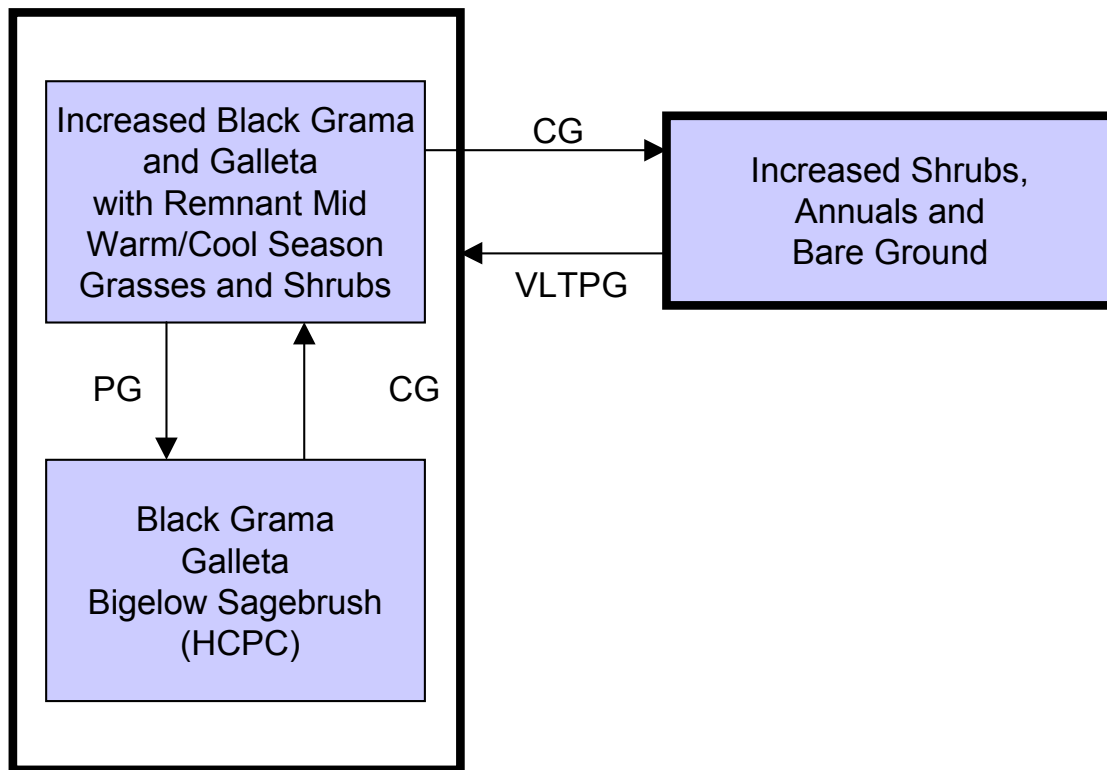 Increased Black Grama
and Galleta
with Remnant Mid
Warm/Cool Season
Grasses and Shrubs
CG
Increased Shrubs,
Annuals and
Bare Ground
VLTPG
PG
CG
Black Grama
Galleta
Bigelow Sagebrush
(HCPC)